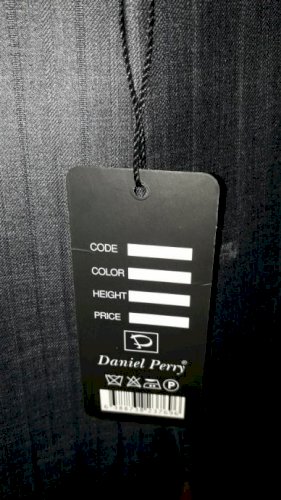 CODE
COLOR
HEIGHT
PRICE
Daniel Perry®
P